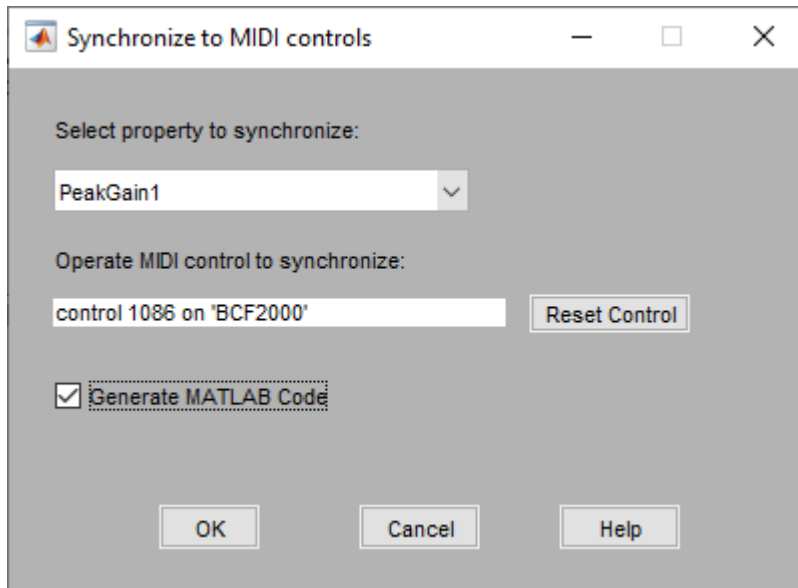 Synchronize to MIDI controls
Select property to synchronize:
PeakGain1
Operate MIDI control to synchronize:
control 1086 on 'BCF2000'
Reset Control
Generate MATLAB Code
OK
Cancel
Help